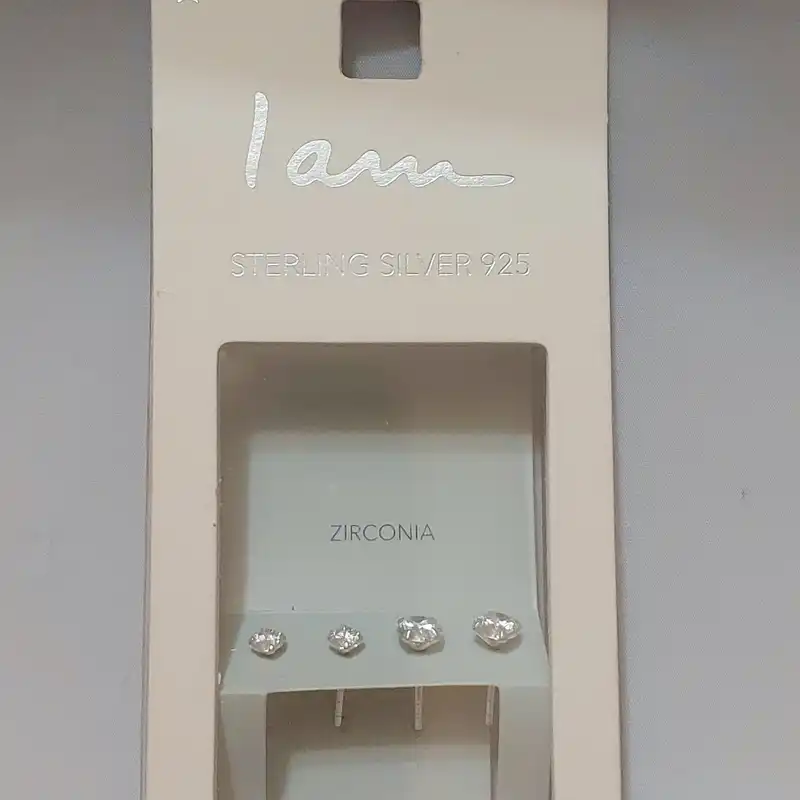 I am
STERLING SILVER 925
ZIRCONIA